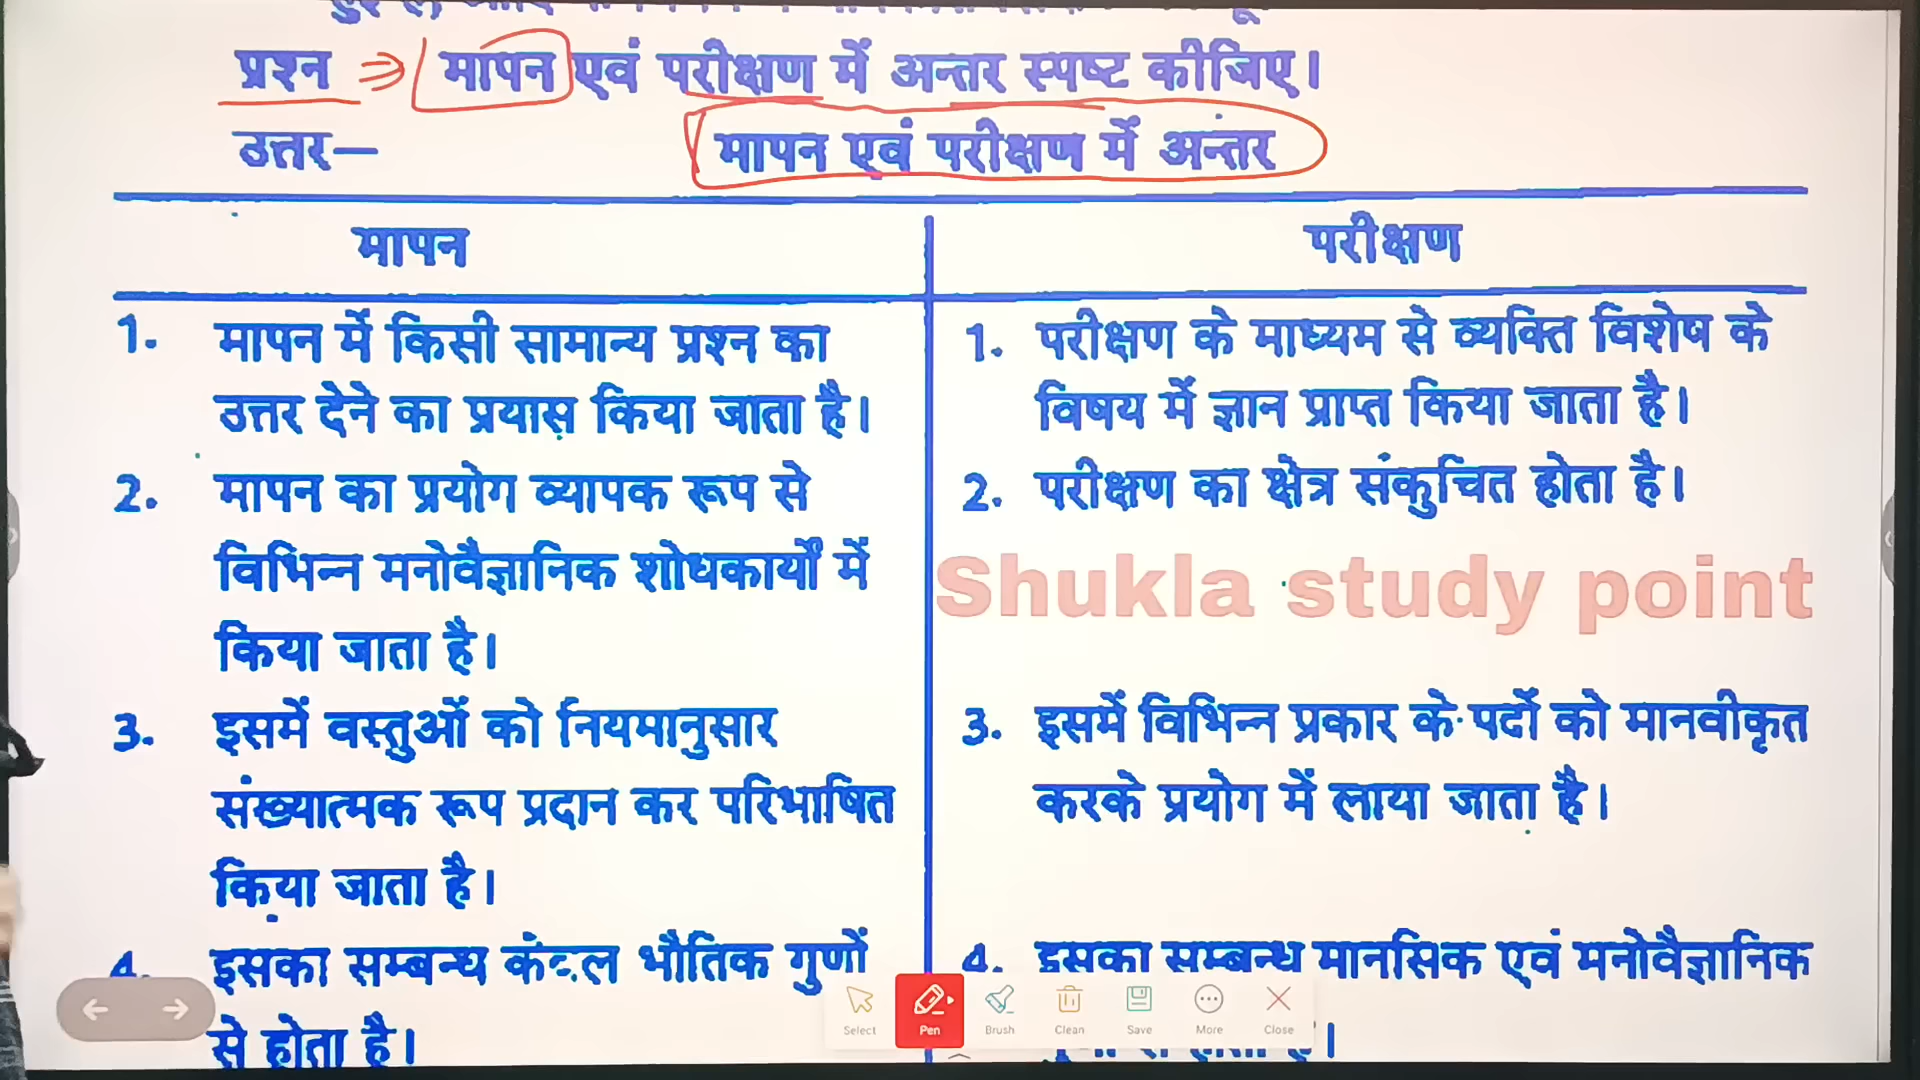 प्रश्न ⇒ मापन एवं परीक्षण में अन्तर स्पष्ट कीजिए।
उत्तर— मापन एवं परीक्षण में अन्तर
मापन
परीक्षण
1. मापन में किसी सामान्य प्रश्न का
उत्तर देने का प्रयास किया जाता है।
2. मापन का प्रयोग व्यापक रूप से
विभिन्न मनोवैज्ञानिक शोधकार्यों में
किया जाता है।
3. इसमें वस्तुओं को नियमानुसार
संख्यात्मक रूप प्रदान कर परिभाषित
किया जाता है।
4. इसका सम्बन्ध केवल भौतिक गुणों
से होता है।
1. परीक्षण के माध्यम से व्यक्ति विशेष के
विषय में ज्ञान प्राप्त किया जाता है।
2. परीक्षण का क्षेत्र संकुचित होता है।
Shukla study point
3. इसमें विभिन्न प्रकार के पदों को मानवीकृत
करके प्रयोग में लाया जाता है।
4. इसका सम्बन्ध मानसिक एवं मनोवैज्ञानिक
Select Pen Brush Clean Save More Close